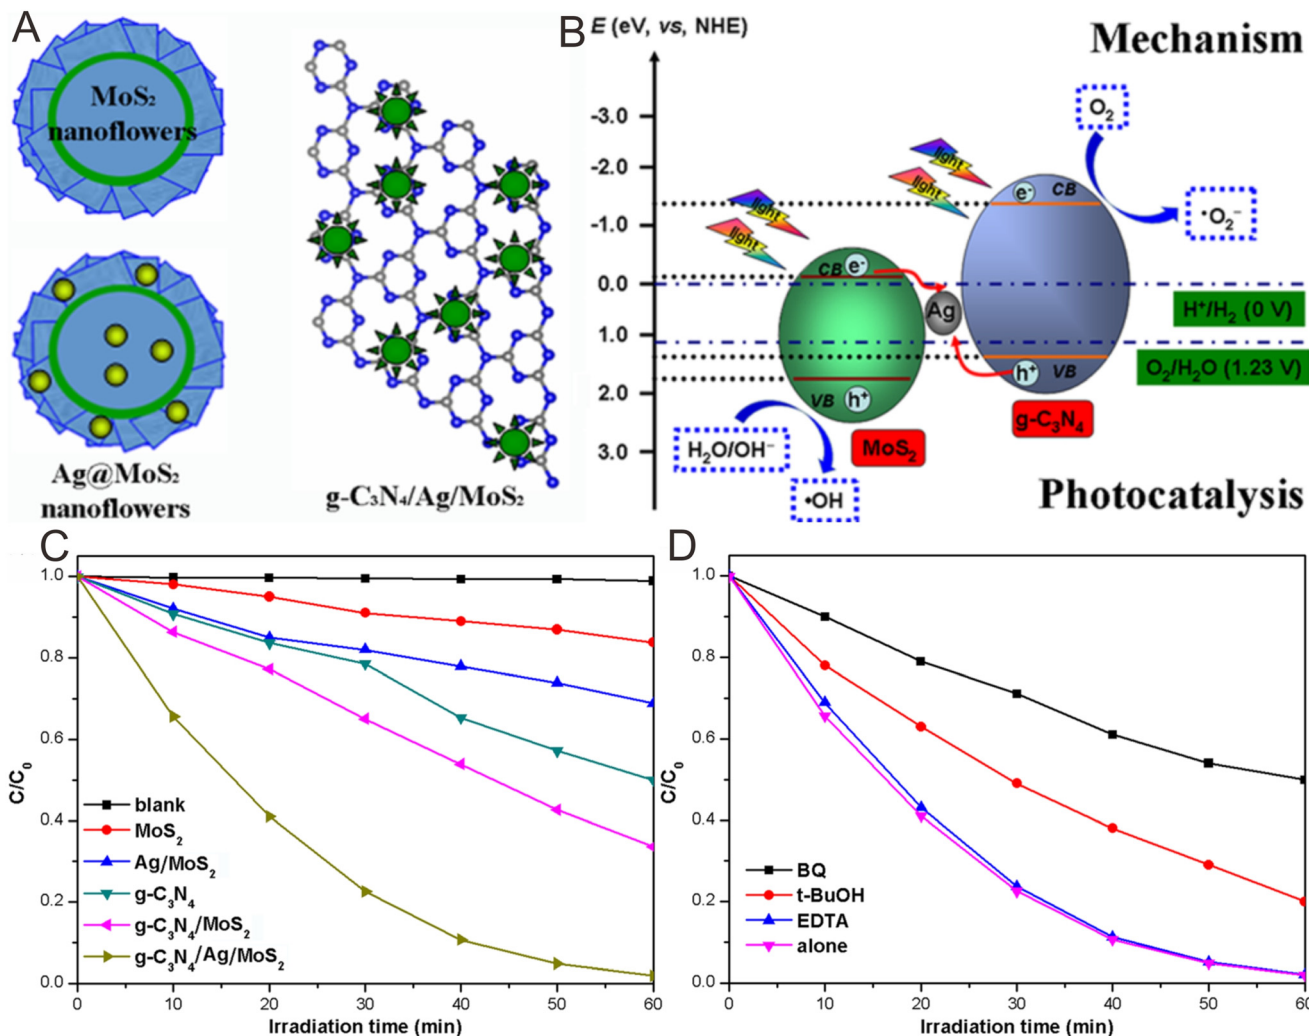 A
MoS₂
nanoflowers
Ag@MoS₂
nanoflowers
g-C₃N₄/Ag/MoS₂
B
E (eV, vs, NHE)
Mechanism
-3.0
-2.0
-1.0
0.0
1.0
2.0
3.0
light
light
light
light
O₂
•O₂⁻
e⁻
CB
CB
e⁻
Ag
H⁺/H₂ (0 V)
O₂/H₂O (1.23 V)
h⁺
VB
VB
h⁺
g-C₃N₄
MoS₂
H₂O/OH⁻
•OH
Photocatalysis
C
C/C₀
1.0
0.8
0.6
0.4
0.2
0.0
blank
MoS₂
Ag/MoS₂
g-C₃N₄
g-C₃N₄/MoS₂
g-C₃N₄/Ag/MoS₂
0 10 20 30 40 50 60
Irradiation time (min)
D
C/C₀
1.0
0.8
0.6
0.4
0.2
0.0
BQ
t-BuOH
EDTA
alone
0 10 20 30 40 50 60
Irradiation time (min)